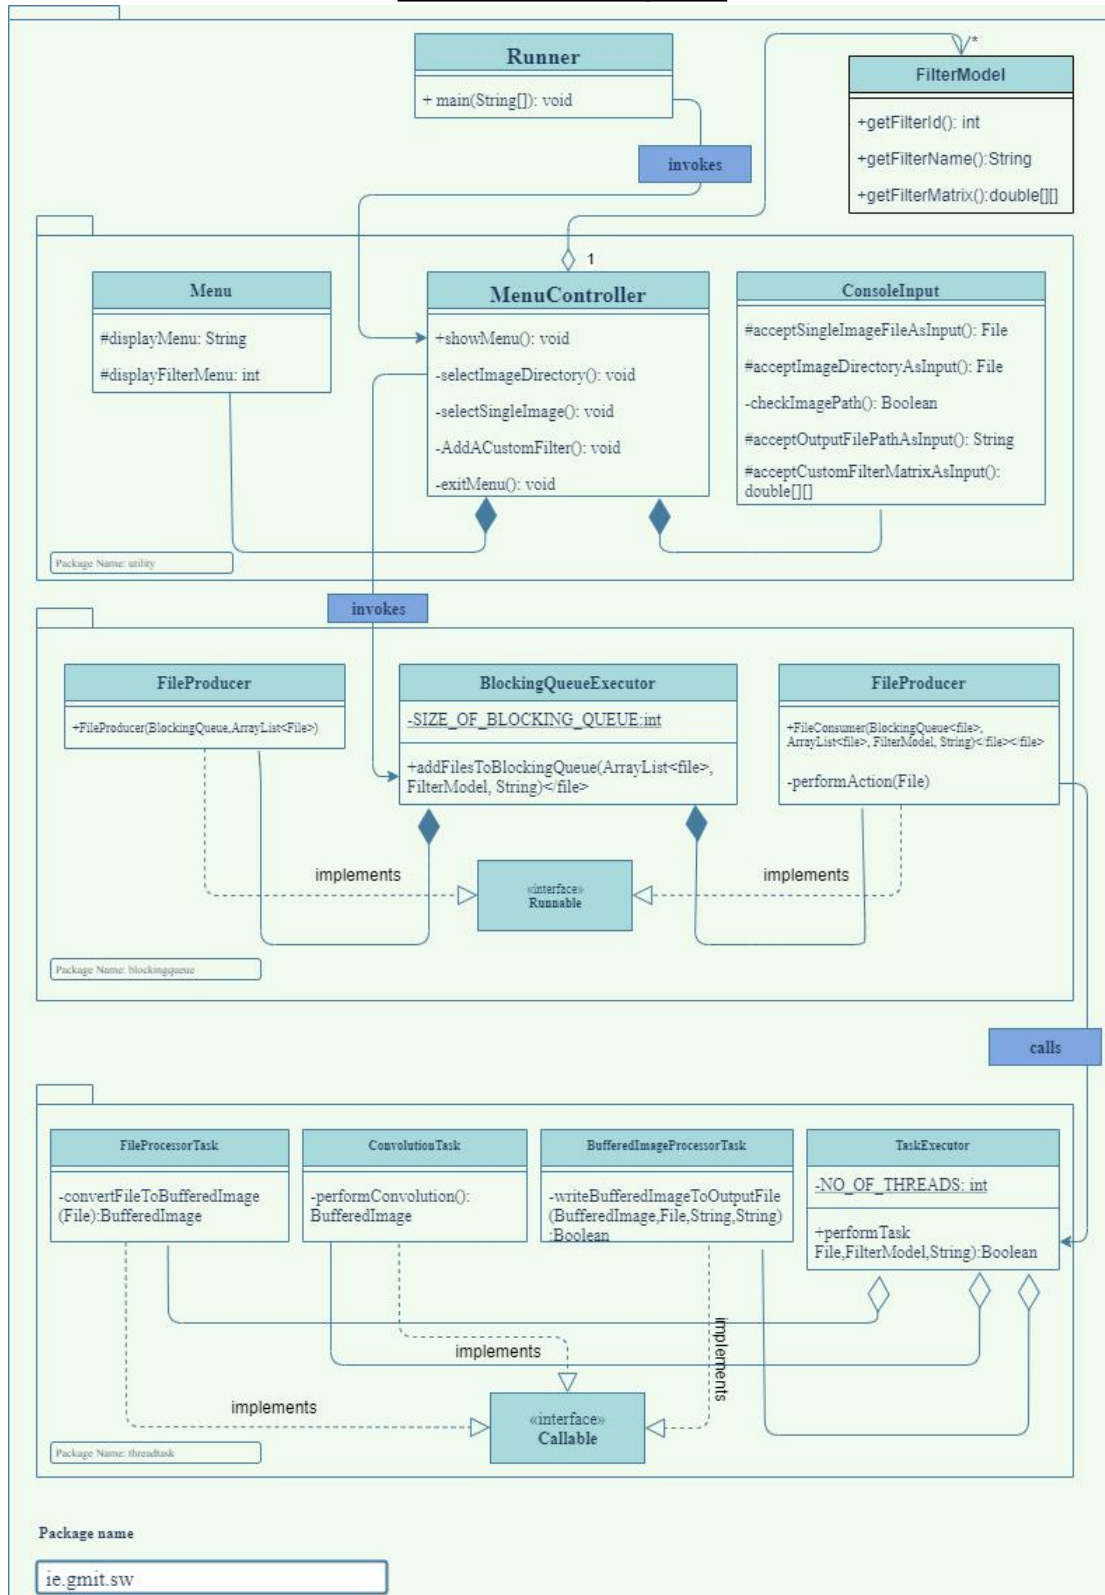 Runner
+ main(String[]): void
invokes
*
FilterModel
+getFilterId(): int
+getFilterName():String
+getFilterMatrix():double[][]
1
Menu
#displayMenu: String
#displayFilterMenu: int
MenuController
+showMenu(): void
-selectImageDirectory(): void
-selectSingleImage(): void
-AddACustomFilter(): void
-exitMenu(): void
ConsoleInput
#acceptSingleImageFileAsInput(): File
#acceptImageDirectoryAsInput(): File
-checkImagePath(): Boolean
#acceptOutputFilePathAsInput(): String
#acceptCustomFilterMatrixAsInput():
double[][]
Package Name: utility
invokes
FileProducer
+FileProducer(BlockingQueue,ArrayList<File>)
BlockingQueueExecutor
-SIZE_OF_BLOCKING_QUEUE:int
+addFilesToBlockingQueue(ArrayList<file>,
FilterModel, String)</file>
FileProducer
+FileConsumer(BlockingQueue<file>,
ArrayList<file>, FilterModel, String)</file></file>
-performAction(File)
implements
«interface»
Runnable
implements
Package Name: blockingqueue
calls
FileProcessorTask
-convertFileToBufferedImage
(File):BufferedImage
ConvolutionTask
-performConvolution():
BufferedImage
BufferedImageProcessorTask
-writeBufferedImageToOutputFile
(BufferedImage,File,String,String)
:Boolean
TaskExecutor
-NO_OF_THREADS: int
+performTask
File,FilterModel,String):Boolean
implements
implements
implements
«interface»
Callable
Package Name: threadtask
Package name
ie.gmit.sw